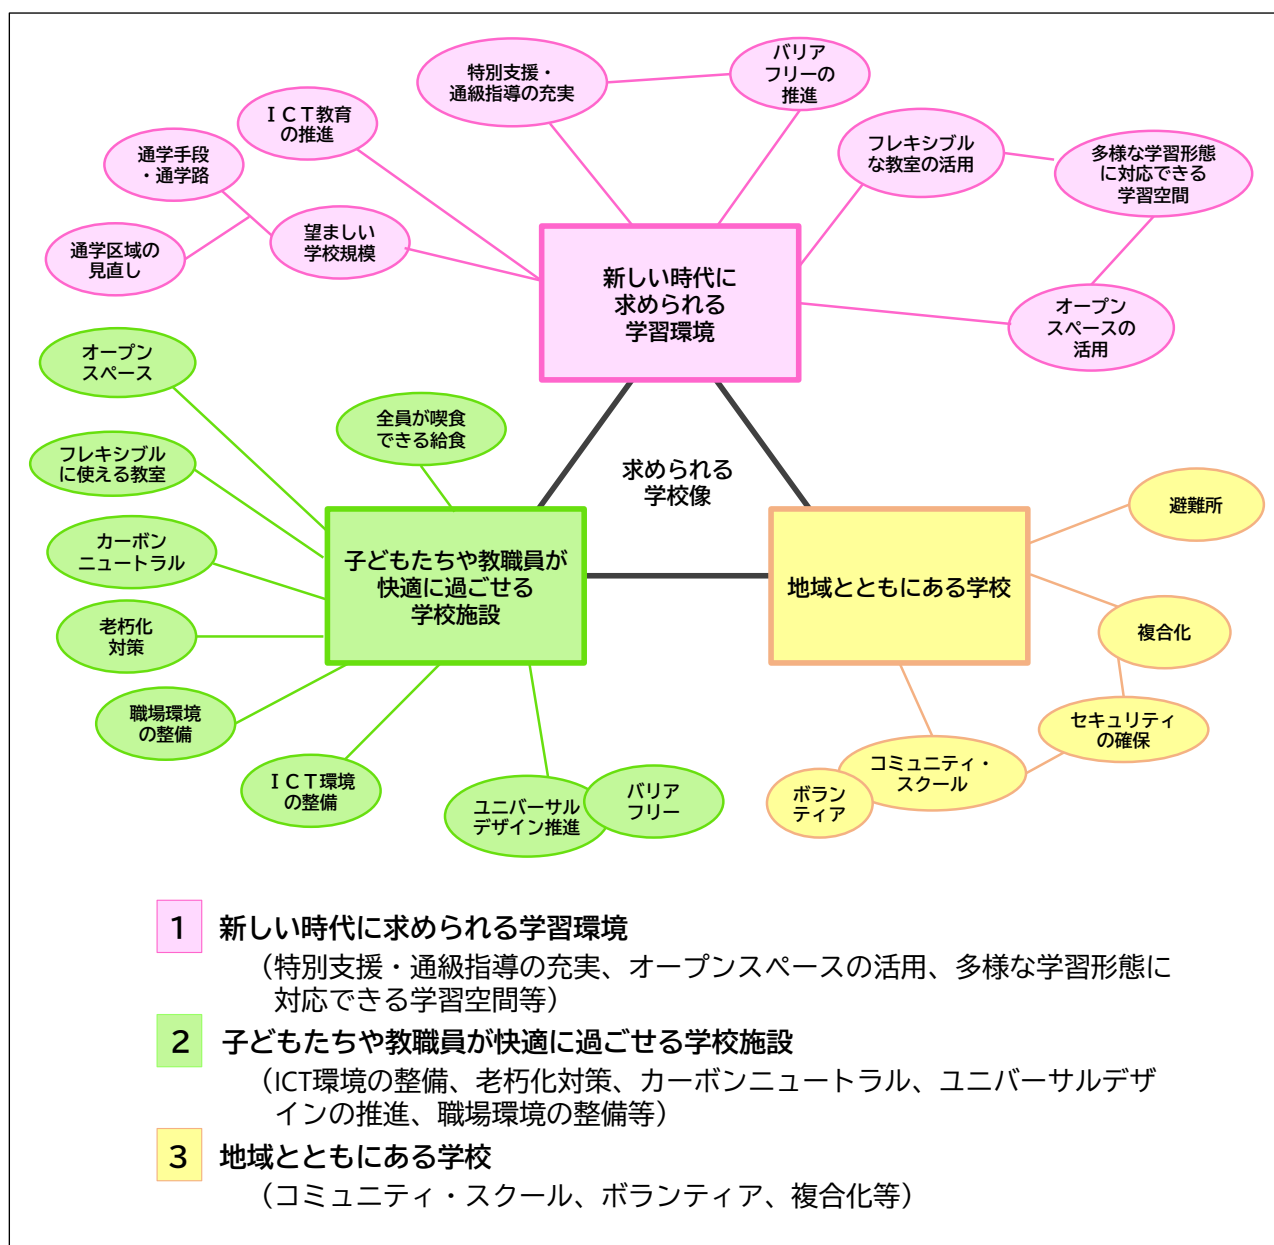 特別支援・
通級指導の充実
バリア
フリーの
推進
ＩＣＴ教育
の推進
通学手段
・通学路
フレキシブル
な教室の活用
多様な学習形態
に対応できる
学習空間
通学区域の
見直し
望ましい
学校規模
新しい時代に
求められる
学習環境
オープン
スペースの
活用
オープン
スペース
全員が喫食
できる給食
フレキシブル
に使える教室
求められる
学校像
避難所
カーボン
ニュートラル
子どもたちや教職員が
快適に過ごせる
学校施設
地域とともにある学校
老朽化
対策
複合化
職場環境
の整備
セキュリティ
の確保
ＩＣＴ環境
の整備
ユニバーサル
デザイン推進
バリア
フリー
コミュニティ・
スクール
ボラン
ティア
1 新しい時代に求められる学習環境
（特別支援・通級指導の充実、オープンスペースの活用、多様な学習形態に
対応できる学習空間等）
2 子どもたちや教職員が快適に過ごせる学校施設
（ICT環境の整備、老朽化対策、カーボンニュートラル、ユニバーサルデザ
インの推進、職場環境の整備等）
3 地域とともにある学校
（コミュニティ・スクール、ボランティア、複合化等）